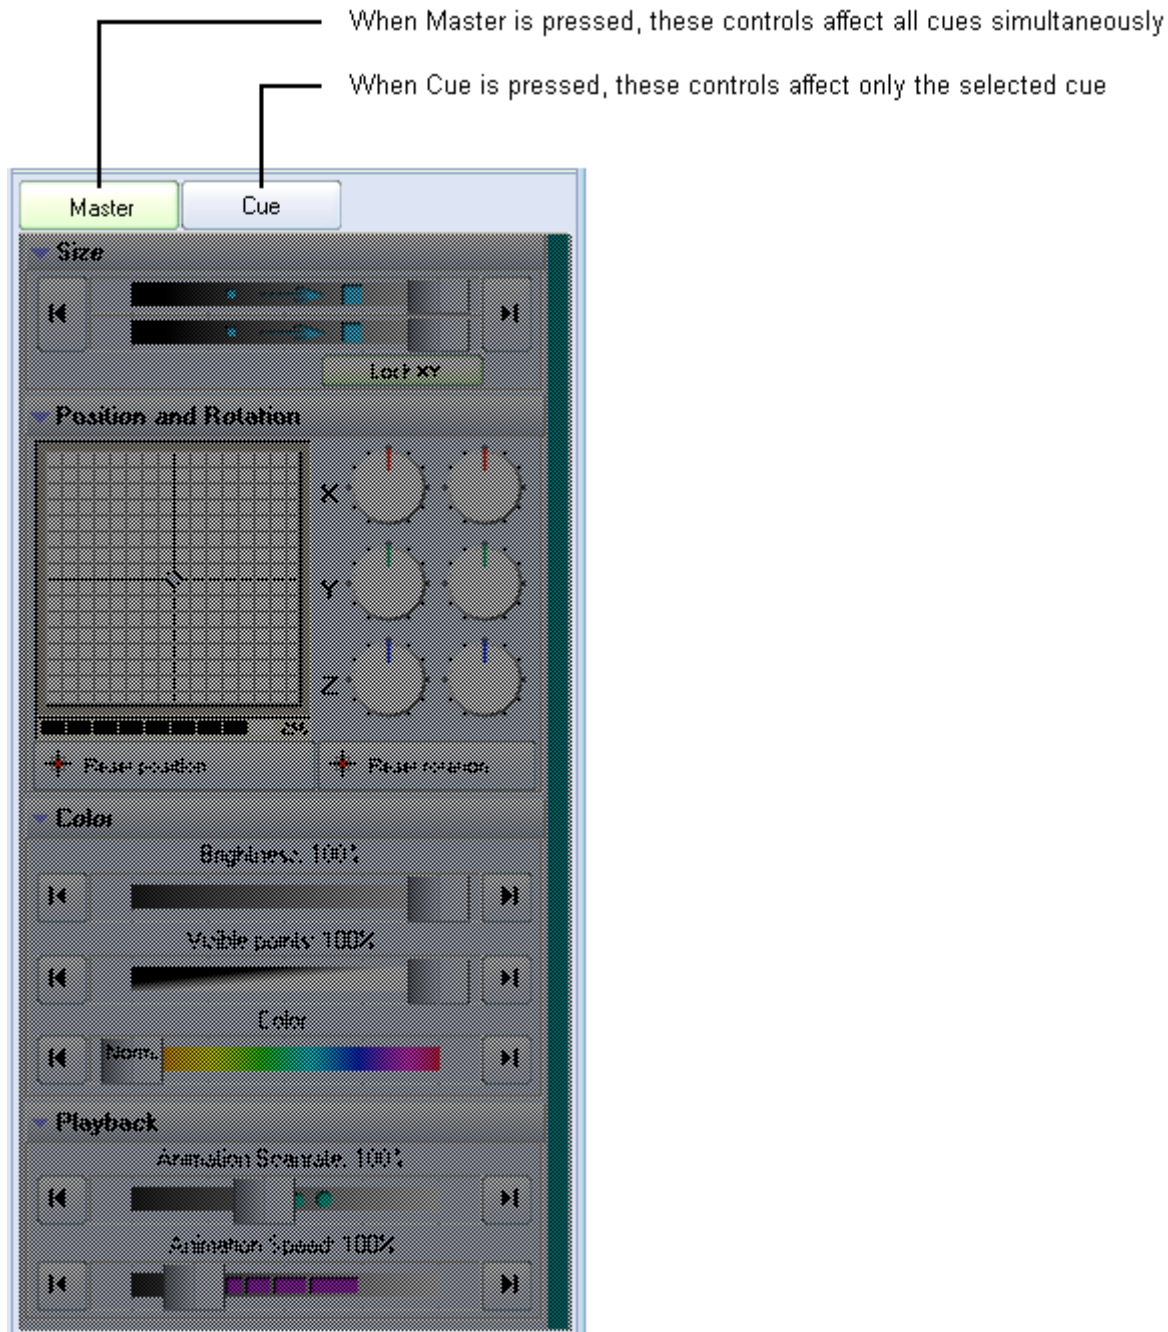 When Master is pressed, these controls affect all cues simultaneously
When Cue is pressed, these controls affect only the selected cue
Master
Cue
Size
Lock XY
Position and Rotation
X
Y
Z
256
Reset position
Reset rotation
Color
Brightness: 100%
Visible points: 100%
Color
Norm.
Playback
Animation Scanrate: 100%
Animation Speed: 100%